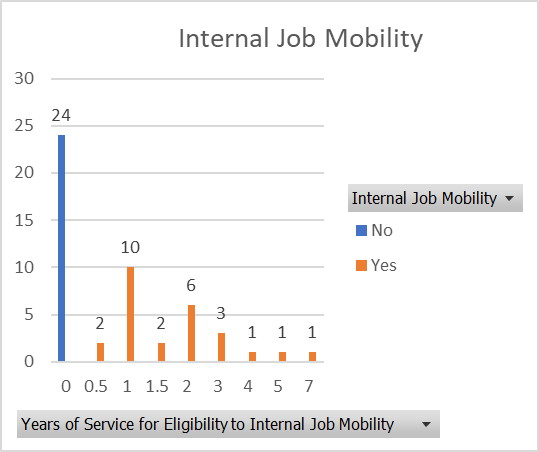 Internal Job Mobility
30
25
20
15
10
5
0
24
2
10
2
6
3
1
1
1
0 0.5 1 1.5 2 3 4 5 7
Internal Job Mobility
No
Yes
Years of Service for Eligibility to Internal Job Mobility